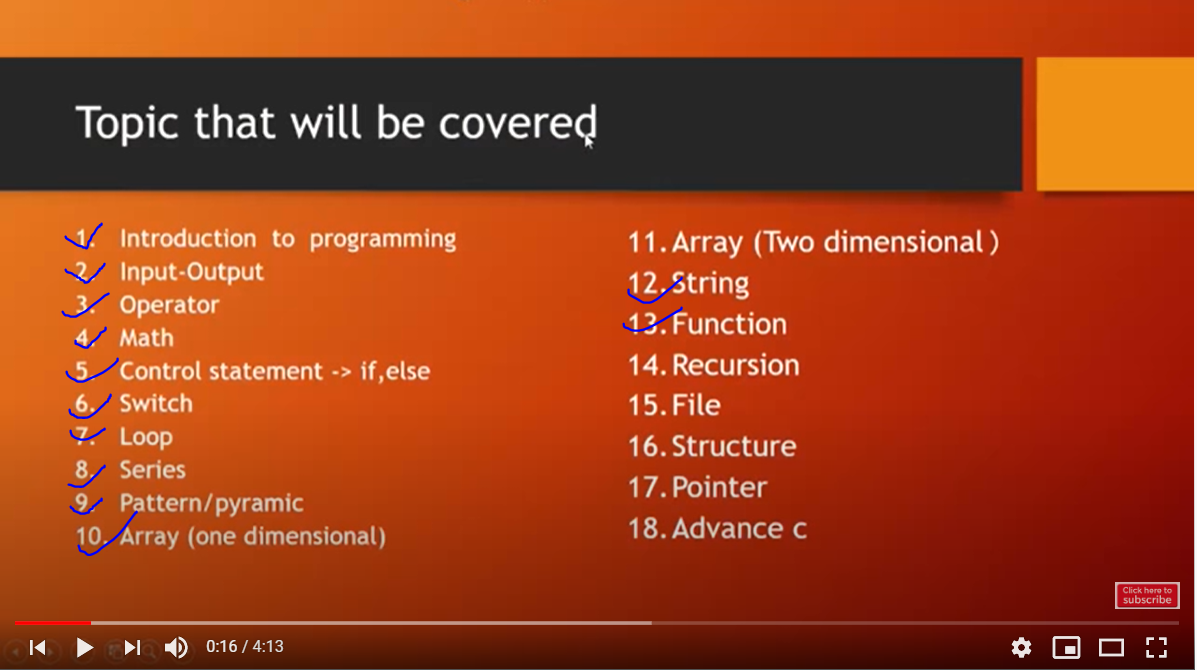 Topic that will be covered
1. Introduction to programming
2. Input-Output
3. Operator
4. Math
5. Control statement -> if,else
6. Switch
7. Loop
8. Series
9. Pattern/pyramic
10. Array (one dimensional)
11. Array (Two dimensional)
12. String
13. Function
14. Recursion
15. File
16. Structure
17. Pointer
18. Advance c
Click here to
subscribe
0:16 / 4:13